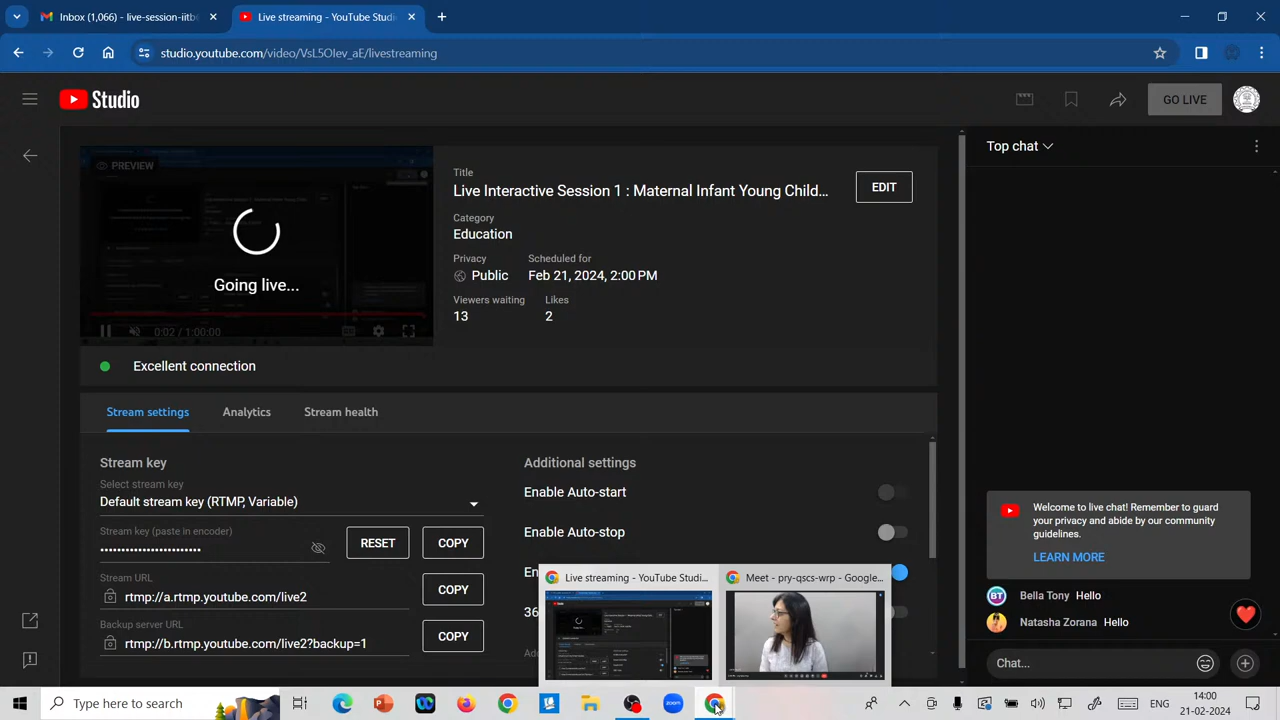 Inbox (1,066) - live-session-iitb
Live streaming - YouTube Studio
studio.youtube.com/video/VsL5Olev_aE/livestreaming
Studio
GO LIVE
PREVIEW
Going live...
0:02 / 1:00:00
Title
Live Interactive Session 1 : Maternal Infant Young Child...
EDIT
Category
Education
Privacy
Public
Scheduled for
Feb 21, 2024, 2:00 PM
Viewers waiting
13
Likes
2
Excellent connection
Stream settings
Analytics
Stream health
Stream key
Select stream key
Default stream key (RTMP, Variable)
Stream key (paste in encoder)
••••••••••••••••••••••••
RESET
COPY
Stream URL
rtmp://a.rtmp.youtube.com/live2
COPY
Backup server URL
rtmp://b.rtmp.youtube.com/live2?backup=1
COPY
Additional settings
Enable Auto-start
Enable Auto-stop
Live streaming - YouTube Studi...
Meet - pry-qscs-wrp - Google...
Top chat
Welcome to live chat! Remember to guard
your privacy and abide by our community
guidelines.
LEARN MORE
BT Bella Tony Hello
Natasha Zorana Hello
Chat...
Type here to search
zoom
ENG
14:00
21-02-2024